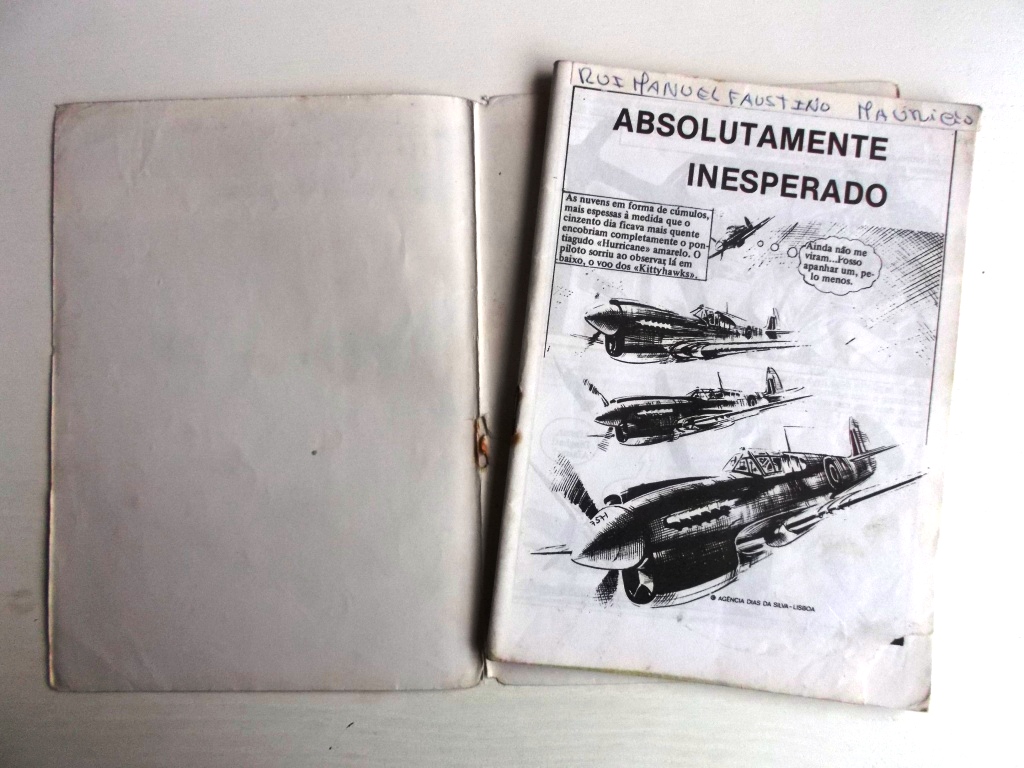 RUI MANUEL FAUSTINO MAURICIO
ABSOLUTAMENTE
INESPERADO
As nuvens em forma de cúmulos,
mais espessas à medida que o
cinzento dia ficava mais quente
encobriam completamente o pon-
tiagudo «Hurricane» amarelo. O
piloto sorriu ao observar, lá em
baixo, o voo dos «Kittyhawks».
Ainda não me
viram...Posso
apanhar um, pe-
lo menos.
© AGÊNCIA DIAS DA SILVA - LISBOA